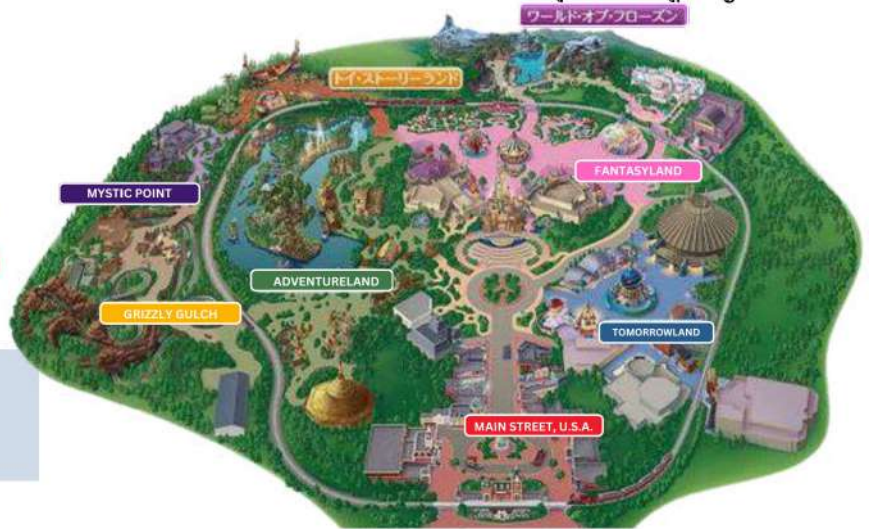 ワールド・オブ・フローズン
トイ・ストーリーランド
FANTASYLAND
MYSTIC POINT
ADVENTURELAND
GRIZZLY GULCH
TOMORROWLAND
MAIN STREET, U.S.A.